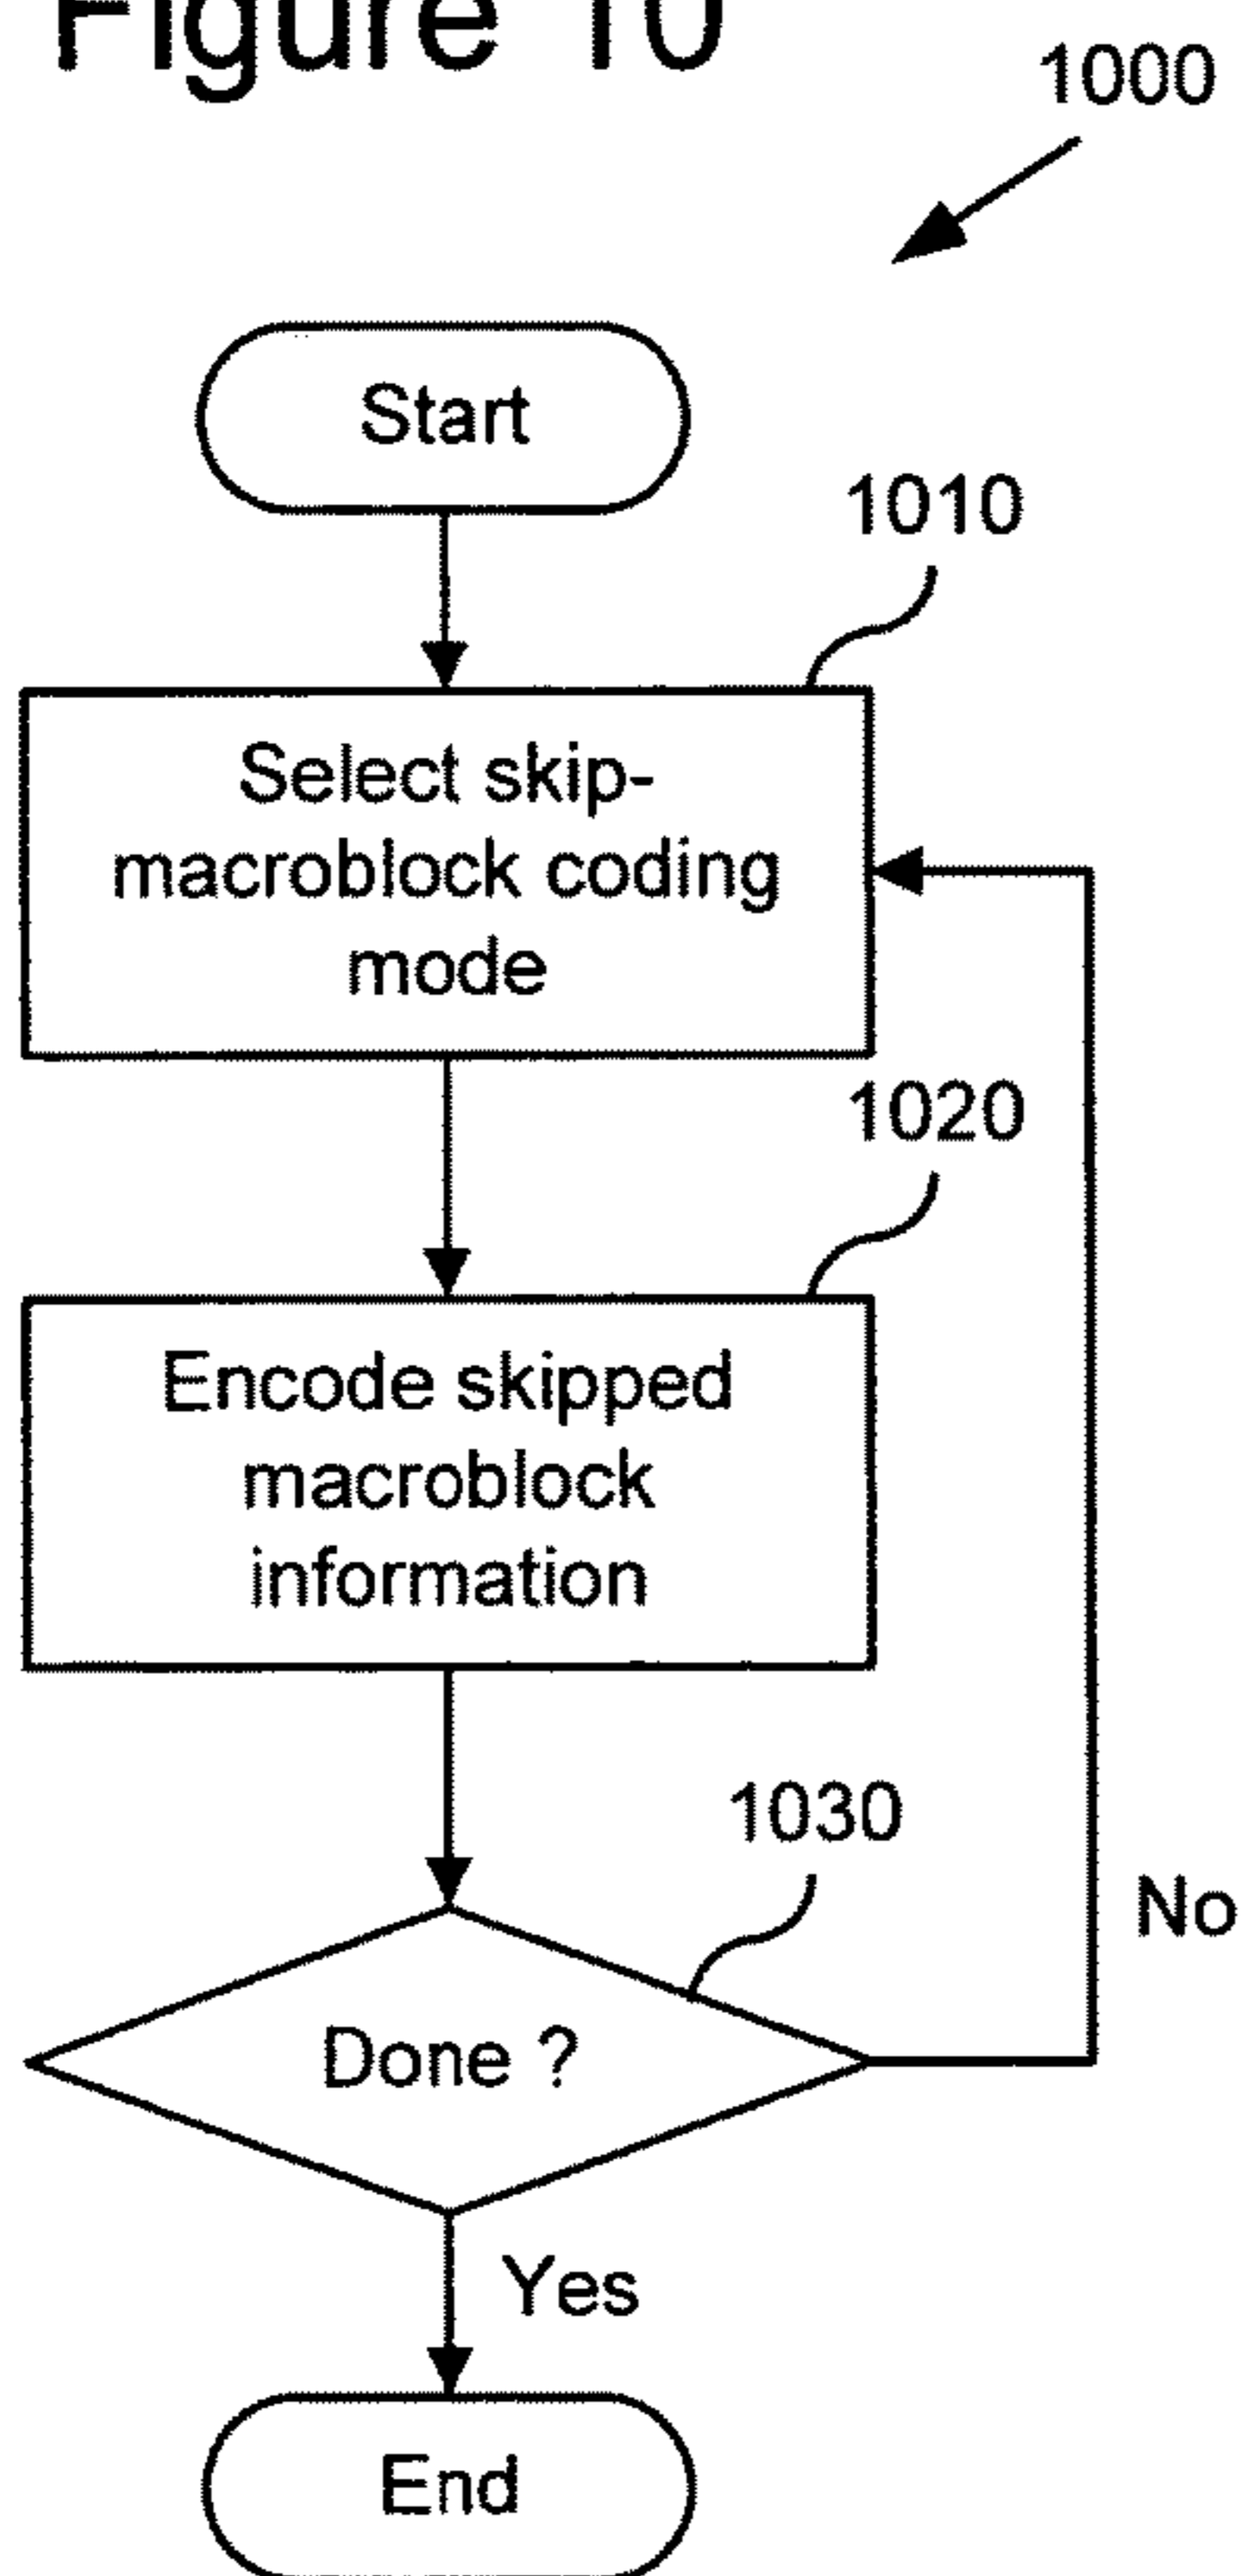 Figure 10
1000
Start
1010
Select skip-
macroblock coding
mode
1020
Encode skipped
macroblock
information
1030
Done ?
No
Yes
End